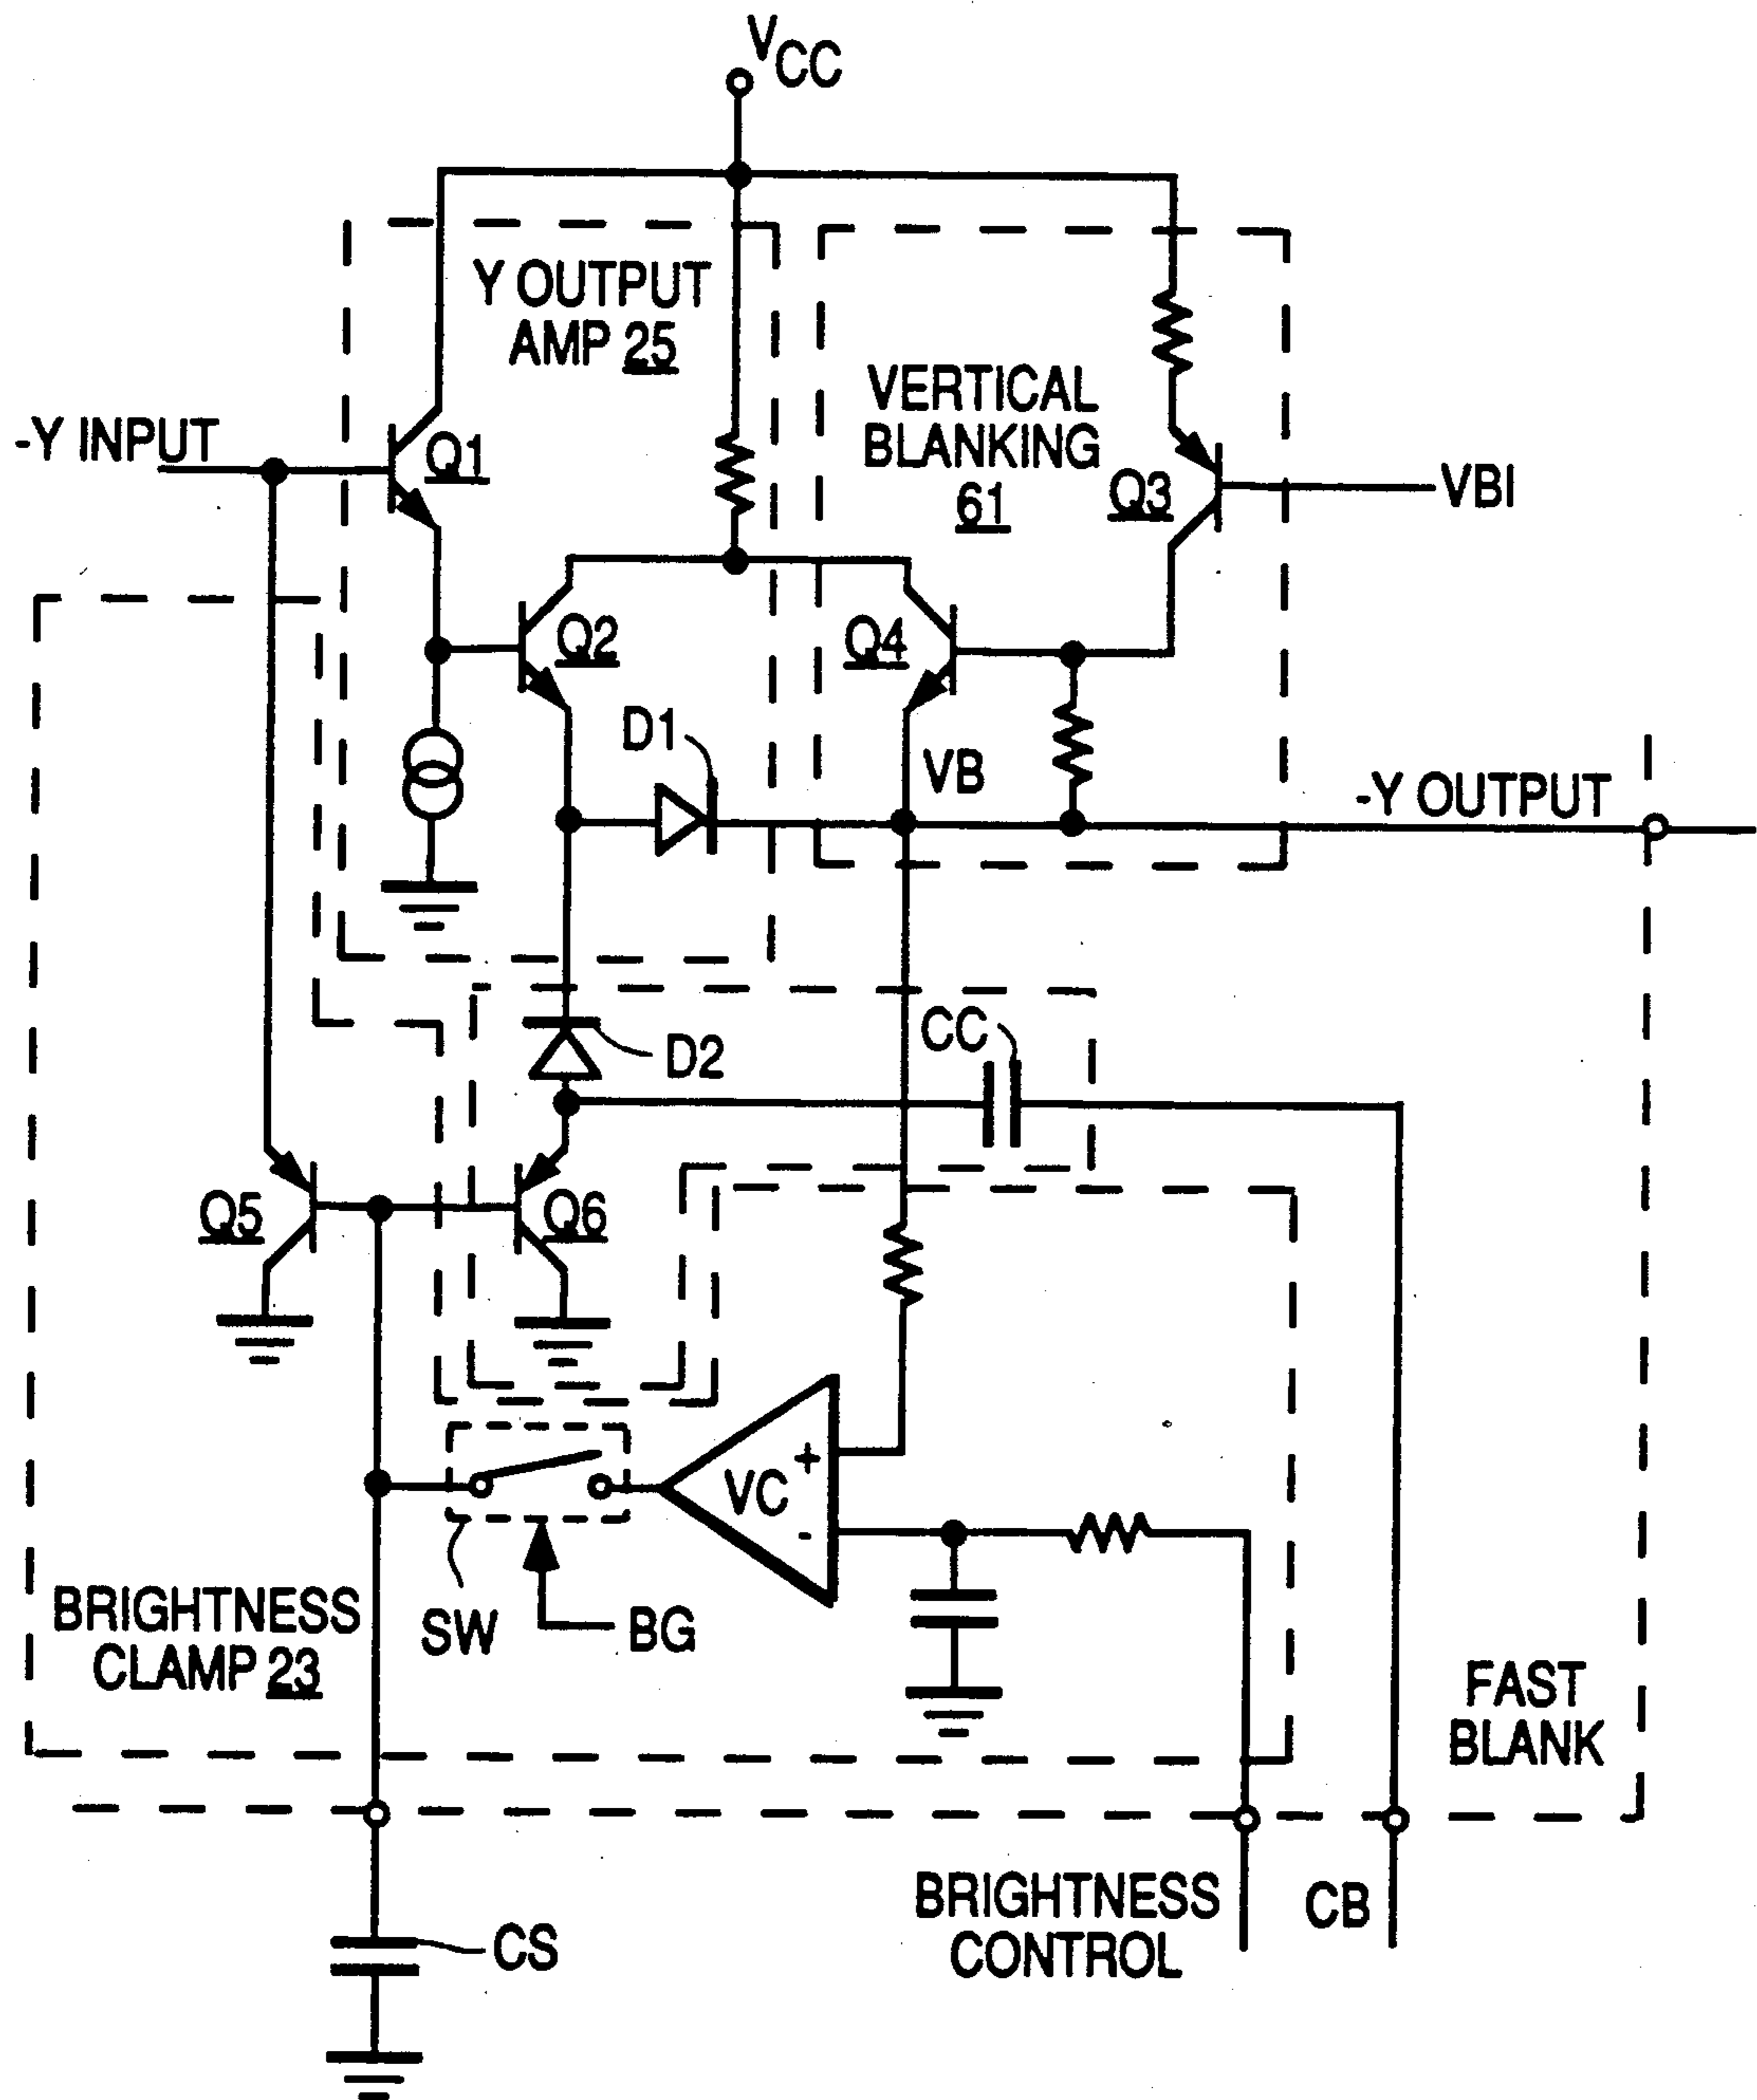 VCC
Y OUTPUT
AMP 25
-Y INPUT
Q1
VERTICAL
BLANKING
61
Q3
VBI
Q2
Q4
D1
VB
-Y OUTPUT
D2
CC
Q5
Q6
VC
+
-
SW
BG
BRIGHTNESS
CLAMP 23
FAST
BLANK
BRIGHTNESS
CONTROL
CB
CS